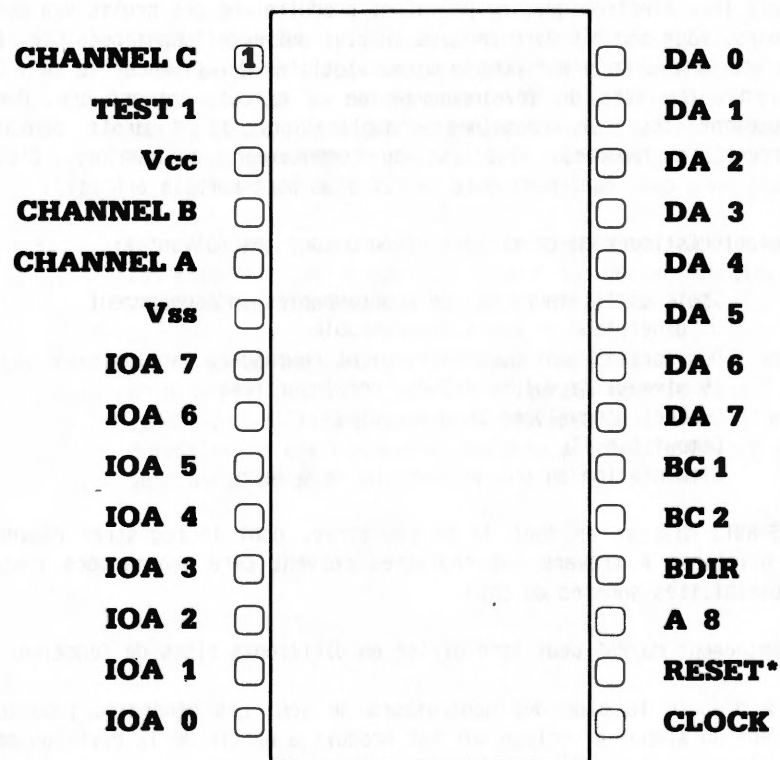 CHANNEL C 1 DA 0
TEST 1 DA 1
Vcc DA 2
CHANNEL B DA 3
CHANNEL A DA 4
Vss DA 5
IOA 7 DA 6
IOA 6 DA 7
IOA 5 BC 1
IOA 4 BC 2
IOA 3 BDIR
IOA 2 A 8
IOA 1 RESET*
IOA 0 CLOCK